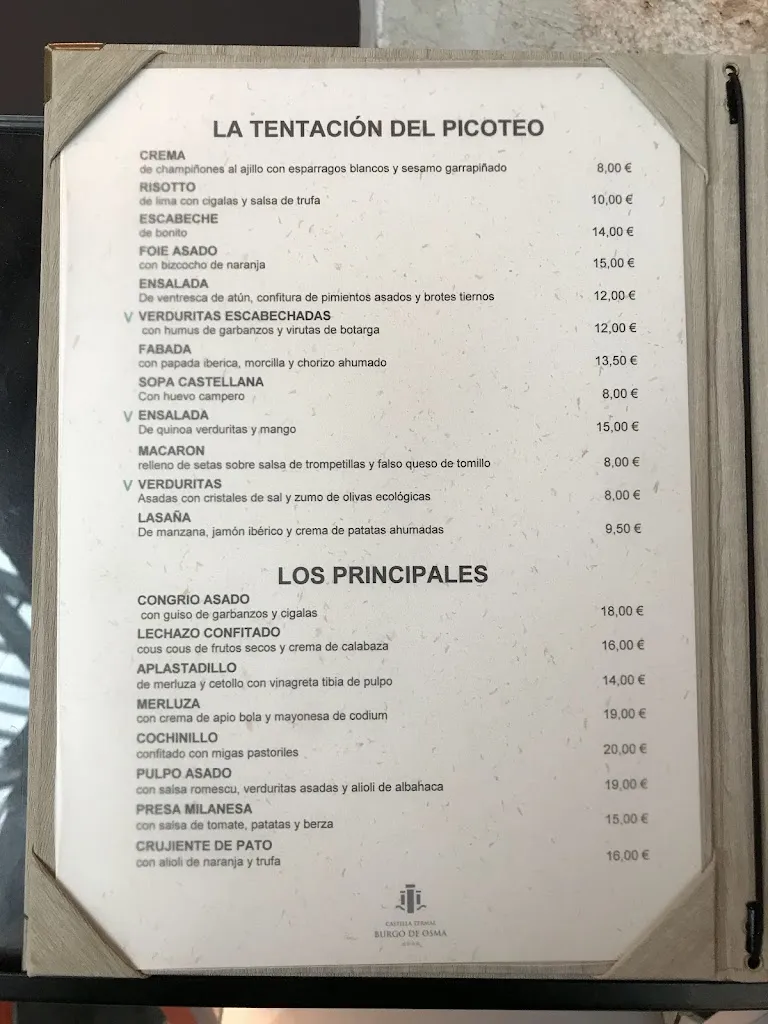 LA TENTACIÓN DEL PICOTEO
CREMA
de champiñones al ajillo con esparragos blancos y sesamo garrapiñado 8,00 €
RISOTTO
de lima con cigalas y salsa de trufa 10,00 €
ESCABECHE
de bonito 14,00 €
FOIE ASADO
con bizcocho de naranja 15,00 €
ENSALADA
De ventresca de atún, confitura de pimientos asados y brotes tiernos 12,00 €
V VERDURITAS ESCABECHADAS
con humus de garbanzos y virutas de botarga 12,00 €
FABADA
con papada iberica, morcilla y chorizo ahumado 13,50 €
SOPA CASTELLANA
Con huevo campero 8,00 €
V ENSALADA
De quinoa verduritas y mango 15,00 €
MACARON
relleno de setas sobre salsa de trompetillas y falso queso de tomillo 8,00 €
V VERDURITAS
Asadas con cristales de sal y zumo de olivas ecológicas 8,00 €
LASAÑA
De manzana, jamón ibérico y crema de patatas ahumadas 9,50 €
LOS PRINCIPALES
CONGRIO ASADO
con guiso de garbanzos y cigalas 18,00 €
LECHAZO CONFITADO
cous cous de frutos secos y crema de calabaza 16,00 €
APLASTADILLO
de merluza y cetollo con vinagreta tibia de pulpo 14,00 €
MERLUZA
con crema de apio bola y mayonesa de codium 19,00 €
COCHINILLO
confitado con migas pastoriles 20,00 €
PULPO ASADO
con salsa romescu, verduritas asadas y alioli de albahaca 19,00 €
PRESA MILANESA
con salsa de tomate, patatas y berza 15,00 €
CRUJIENTE DE PATO
con alioli de naranja y trufa 16,00 €
CASTILLA TERMAL
BURGO DE OSMA